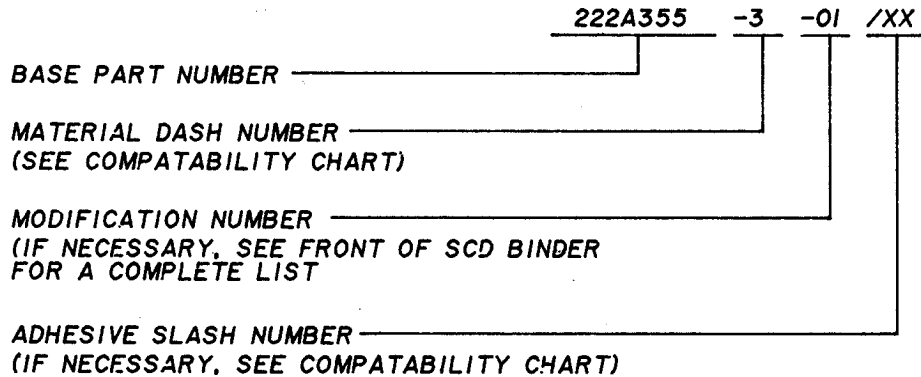 222A355 -3 -01 /XX
BASE PART NUMBER
MATERIAL DASH NUMBER
(SEE COMPATABILITY CHART)
MODIFICATION NUMBER
(IF NECESSARY, SEE FRONT OF SCD BINDER
FOR A COMPLETE LIST
ADHESIVE SLASH NUMBER
(IF NECESSARY, SEE COMPATABILITY CHART)